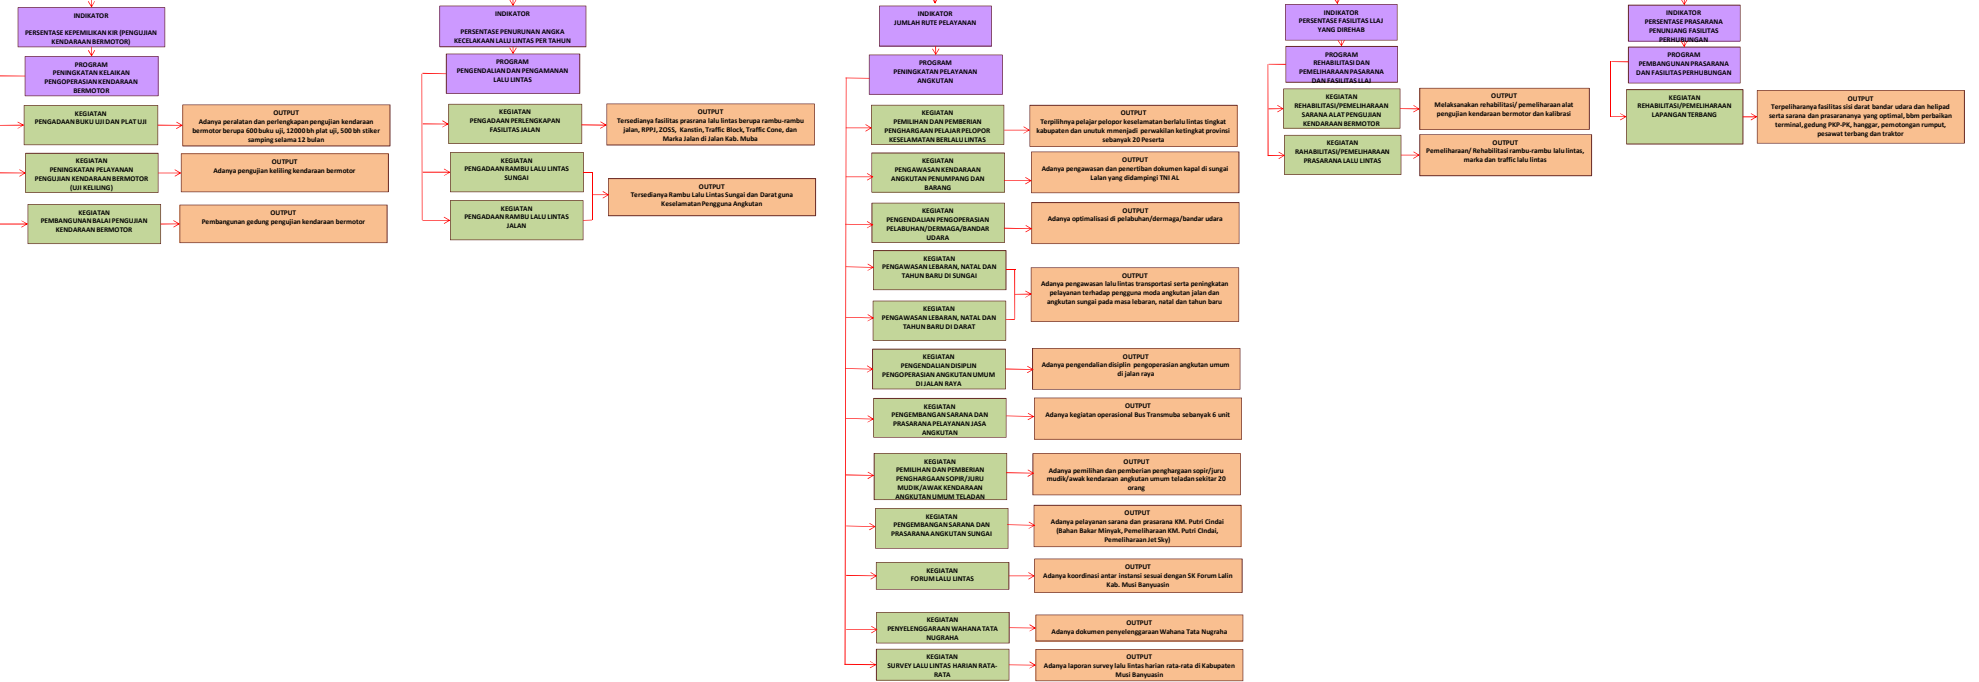 INDIKATOR
PERSENTASE KEPEMILIKAN KIR (PENGUJIAN
KENDARAAN BERMOTOR)
PROGRAM
PENINGKATAN KELAIKAN
PENGOPERASIAN KENDARAAN
BERMOTOR
KEGIATAN
PENGADAAN BUKU UJI DAN PLAT UJI
OUTPUT
Adanya peralatan dan perlengkapan pengujian kendaraan
bermotor berupa 600 buku uji, 12000 bh plat uji, 500 bh stiker
samping selama 12 bulan
KEGIATAN
PENINGKATAN PELAYANAN
PENGUJIAN KENDARAAN BERMOTOR
(UJI KELILING)
OUTPUT
Adanya pengujian keliling kendaraan bermotor
KEGIATAN
PEMBANGUNAN BALAI PENGUJIAN
KENDARAAN BERMOTOR
OUTPUT
Pembangunan gedung pengujian kendaraan bermotor
INDIKATOR
PERSENTASE PENURUNAN ANGKA
KECELAKAAN LALU LINTAS PER TAHUN
PROGRAM
PENGENDALIAN DAN PENGAMANAN
LALU LINTAS
KEGIATAN
PENGADAAN PERLENGKAPAN
FASILITAS JALAN
OUTPUT
Tersedianya fasilitas prasrana lalu lintas berupa rambu-rambu
jalan, RPPJ, ZOSS, Kanstin, Traffic Block, Traffic Cone, dan
Marka Jalan di Jalan Kab. Muba
KEGIATAN
PENGADAAN RAMBU LALU LINTAS
SUNGAI
KEGIATAN
PENGADAAN RAMBU LALU LINTAS
JALAN
OUTPUT
Tersedianya Rambu Lalu Lintas Sungai dan Darat guna
Keselamatan Pengguna Angkutan
INDIKATOR
JUMLAH RUTE PELAYANAN
PROGRAM
PENINGKATAN PELAYANAN
ANGKUTAN
KEGIATAN
PEMILIHAN DAN PEMBERIAN
PENGHARGAAN PELAJAR PELOPOR
KESELAMATAN BERLALU LINTAS
OUTPUT
Terpilihnya pelajar pelopor keselamatan berlalu lintas tingkat
kabupaten dan unutuk mmenjadi perwakilan ketingkat provinsi
sebanyak 20 Peserta
KEGIATAN
PENGAWASAN KENDARAAN
ANGKUTAN PENUMPANG DAN
BARANG
OUTPUT
Adanya pengawasan dan penertiban dokumen kapal di sungai
Lalan yang didampingi TNI AL
KEGIATAN
PENGENDALIAN PENGOPERASIAN
PELABUHAN/DERMAGA/BANDAR
UDARA
OUTPUT
Adanya optimalisasi di pelabuhan/dermaga/bandar udara
KEGIATAN
PENGAWASAN LEBARAN, NATAL DAN
TAHUN BARU DI SUNGAI
KEGIATAN
PENGAWASAN LEBARAN, NATAL DAN
TAHUN BARU DI DARAT
OUTPUT
Adanya pengawasan lalu lintas transportasi serta peningkatan
pelayanan terhadap pengguna moda angkutan jalan dan
angkutan sungai pada masa lebaran, natal dan tahun baru
KEGIATAN
PENGENDALIAN DISIPLIN
PENGOPERASIAN ANGKUTAN UMUM
DI JALAN RAYA
OUTPUT
Adanya pengendalian disiplin pengoperasian angkutan umum
di jalan raya
KEGIATAN
PENGEMBANGAN SARANA DAN
PRASARANA PELAYANAN JASA
ANGKUTAN
OUTPUT
Adanya kegiatan operasional Bus Transmuba sebanyak 6 unit
KEGIATAN
PEMILIHAN DAN PEMBERIAN
PENGHARGAAN SOPIR/JURU
MUDIK/AWAK KENDARAAN
ANGKUTAN UMUM TELADAN
OUTPUT
Adanya pemilihan dan pemberian penghargaan sopir/juru
mudik/awak kendaraan angkutan umum teladan sekitar 20
orang
KEGIATAN
PENGEMBANGAN SARANA DAN
PRASARANA ANGKUTAN SUNGAI
OUTPUT
Adanya pelayanan sarana dan prasarana KM. Putri Cindai
(Bahan Bakar Minyak, Pemeliharaan KM. Putri Cindai,
Pemeliharaan Jet Sky)
KEGIATAN
FORUM LALU LINTAS
OUTPUT
Adanya koordinasi antar instansi sesuai dengan SK Forum Lalin
Kab. Musi Banyuasin
KEGIATAN
PENYELENGGARAAN WAHANA TATA
NUGRAHA
OUTPUT
Adanya dokumen penyelenggaraan Wahana Tata Nugraha
KEGIATAN
SURVEY LALU LINTAS HARIAN RATA-
RATA
OUTPUT
Adanya laporan survey lalu lintas harian rata-rata di Kabupaten
Musi Banyuasin
INDIKATOR
PERSENTASE FASILITAS LLAJ
YANG DIREHAB
PROGRAM
REHABILITASI DAN
PEMELIHARAAN PASARANA
DAN FASILITAS LLAJ
KEGIATAN
REHABILITASI/PEMELIHARAAN
SARANA ALAT PENGUJIAN
KENDARAAN BERMOTOR
OUTPUT
Melaksanakan rehabilitasi/ pemeliharaan alat
pengujian kendaraan bermotor dan kalibrasi
KEGIATAN
RAHABILITASI/PEMELIHARAAN
PRASARANA LALU LINTAS
OUTPUT
Pemeliharaan/ Rehabilitasi rambu-rambu lalu lintas,
marka dan traffic lalu lintas
INDIKATOR
PERSENTASE PRASARANA
PENUNJANG FASILITAS
PERHUBUNGAN
PROGRAM
PEMBANGUNAN PRASARANA
DAN FASILITAS PERHUBUNGAN
KEGIATAN
REHABILITASI/PEMELIHARAAN
LAPANGAN TERBANG
OUTPUT
Terpeliharanya fasilitas sisi darat bandar udara dan helipad
serta sarana dan prasarananya yang optimal, bbm perbaikan
terminal, gedung PKP-PK, hanggar, pemotongan rumput,
pesawat terbang dan traktor